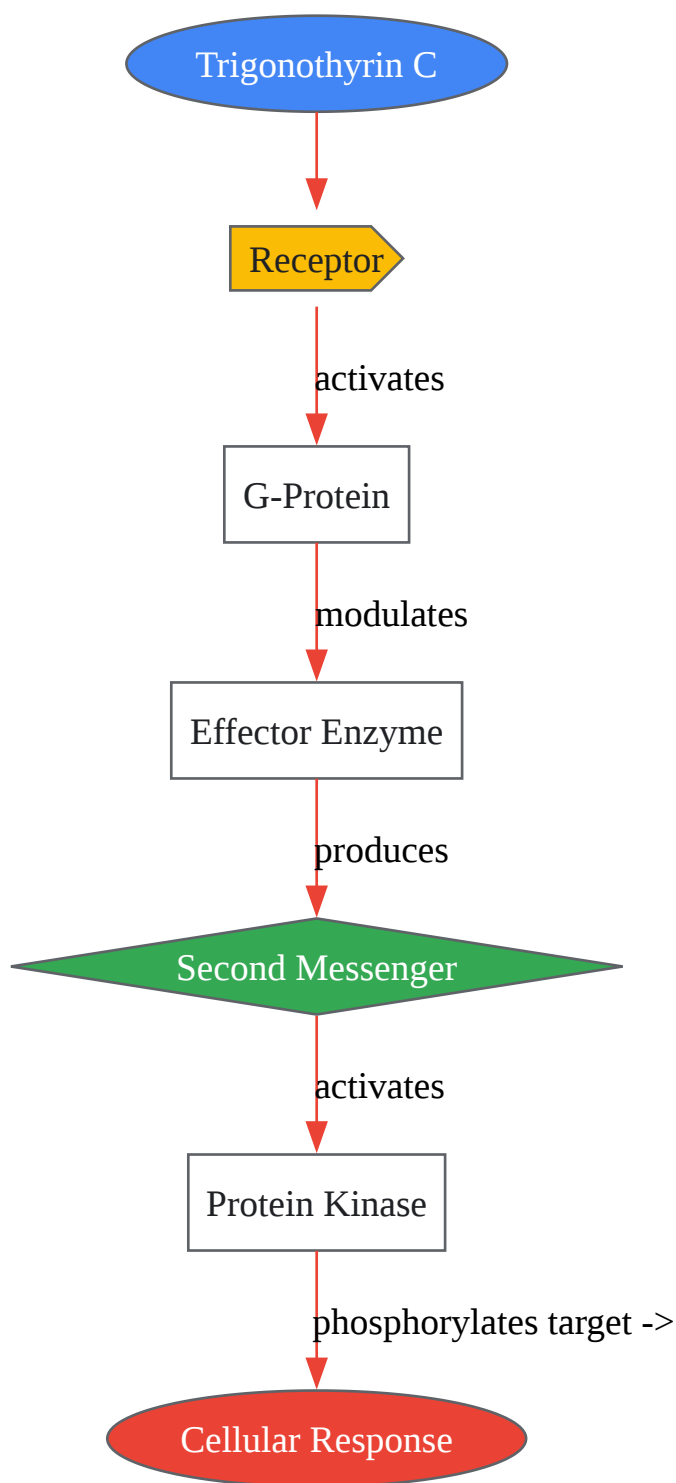 Trigonothyrin C
Receptor
activates
G-Protein
modulates
Effector Enzyme
produces
Second Messenger
activates
Protein Kinase
phosphorylates target ->
Cellular Response